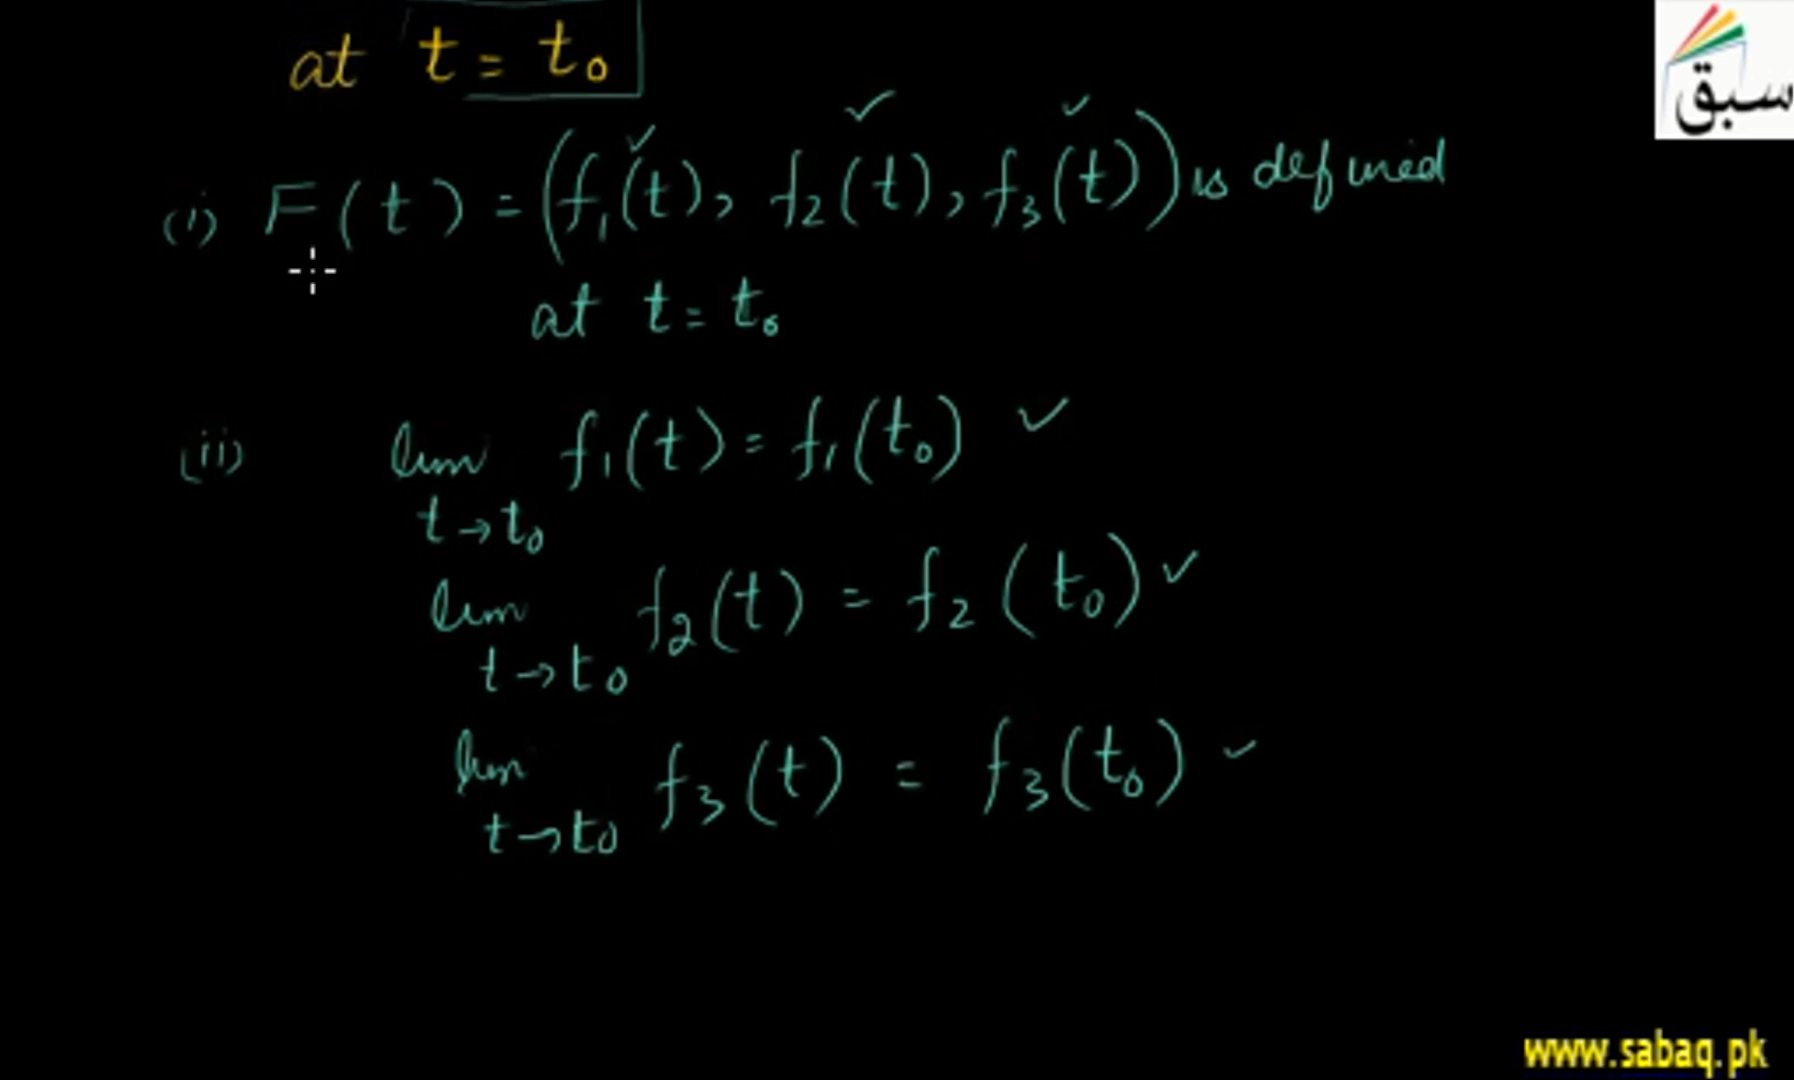 at t = t₀
سبق
(i) F(t) = (f₁(t), f₂(t), f₃(t)) is defined
at t = t₀
(ii) lim f₁(t) = f₁(t₀) ✓
t→t₀
lim f₂(t) = f₂(t₀) ✓
t→t₀
lim f₃(t) = f₃(t₀) ✓
t→t₀
www.sabaq.pk